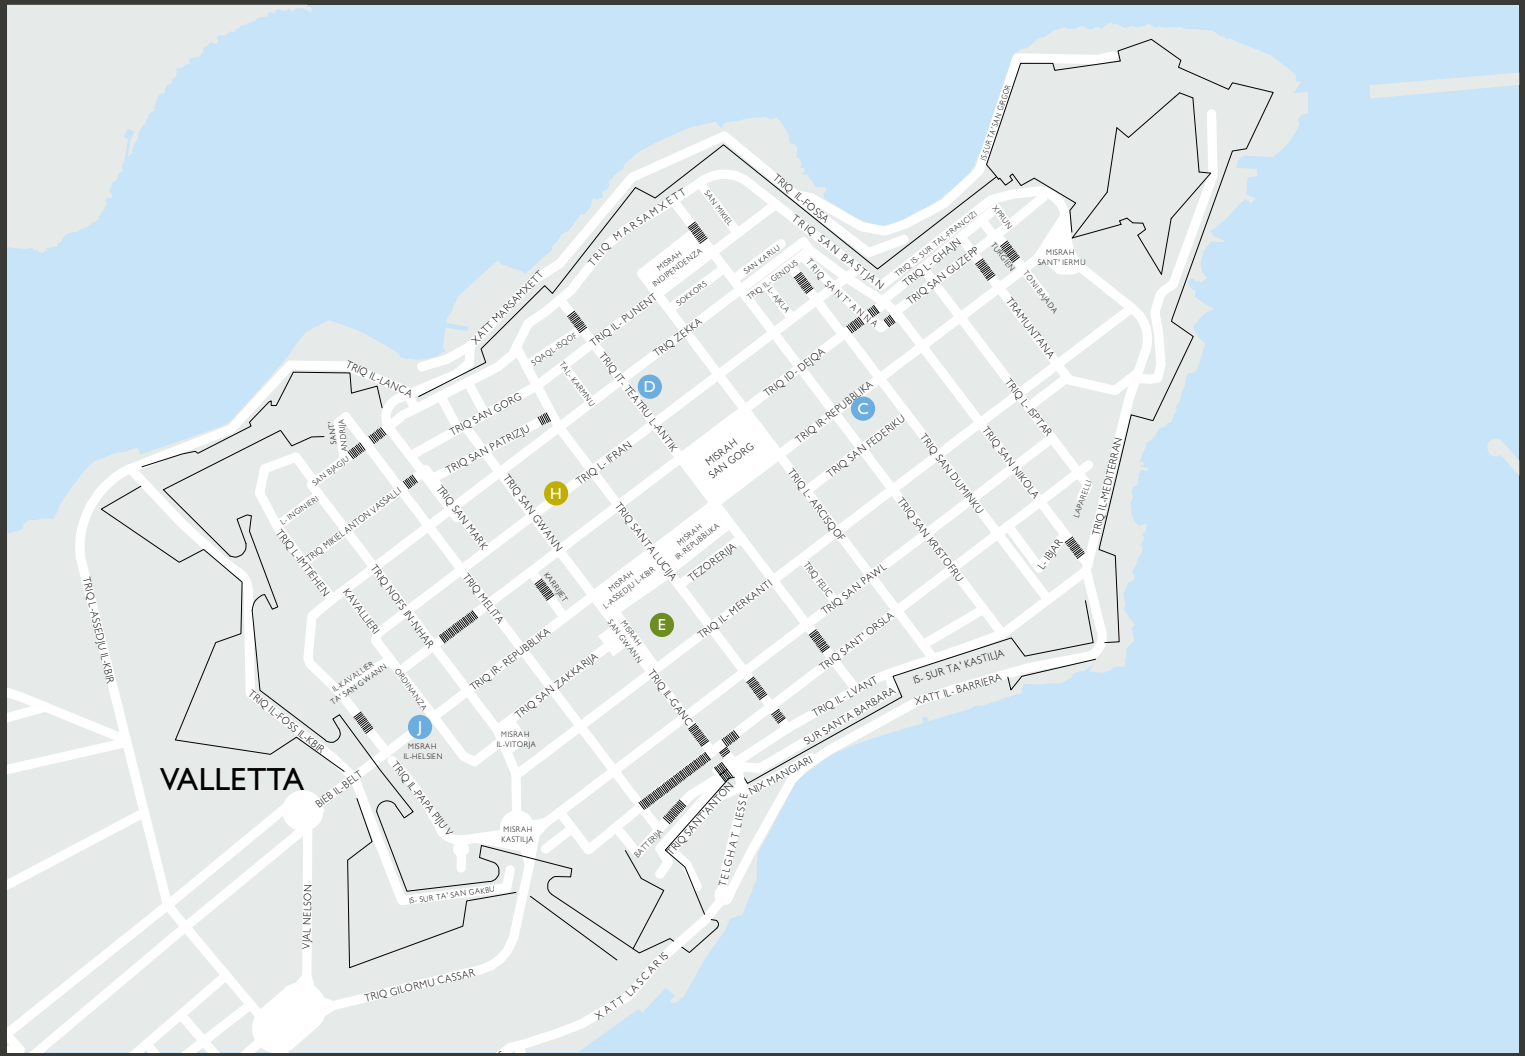 IS SUR TA' SAN GRGOR
TRIQ IL-FOSSA
SAN MIKIEL
TRIQ MARSAMXETT
TRIQ SAN BASTJAN
TRIQ IS- SUR TAL-FRANCIZI
XPRUN
TRIQ L- GHAJN
TURGIEN
MISRAH
SANT' IERMU
MISRAH
INDIPENDENZA
SAN KARLU
TRIQ IL- GENDUS
L- AJKLA
TRIQ SANT' ANNA
TRIQ SAN GUZEPP
TONI BAJADA
XATT MARSAMXETT
SOKKORS
TRIQ IL- PUNENT
SQAQL-ISQOF
TRIQ ZEKKA
TRAMUNTANA
TRIQ IL-LANCA
TAL- KARMNU
TRIQ IT- TEATRU L-ANTIK
TRIQ ID- DEJQA
D
C
TRIQ IR-REPUBBLIKA
TRIQ L- ISPTAR
TRIQ SAN GORG
TRIQ SAN PATRIZJU
TRIQ L- IFRAN
MISRAH
SAN GORG
TRIQ SAN FEDERIKU
TRIQ SAN DUMINKU
TRIQ SAN NIKOLA
SANT'
ANDRIJA
SAN BJAGJU
L- INGINIERI
TRIQ MIKIEL ANTON VASSALLI
TRIQ SAN MARK
TRIQ SAN GWANN
H
TRIQ SANTA LUCIJA
TRIQ L- ARCISQOF
TRIQ SAN KRISTOFRU
LAPARELLI
TRIQ IL-MEDITERRAN
L- IBJAR
MISRAH
IR-REPUBBLIKA
TEZORERIJA
TRIQ L-IMTIEHEN
TRIQ NOFS IN-NHAR
TRIQ MELITA
KARRIJET
MISRAH
L-ASSEDJU L-KBIR
TRIQ FELIC
TRIQ SAN PAWL
TRIQ L-ASSEDJU IL-KBIR
KAVALLIERI
E
TRIQ IL- MERKANTI
MISRAH
SAN GWANN
TRIQ SANT' ORSLA
IL-KAVALLIER
TA' SAN GWANN
ORDINANZA
TRIQ IR- REPUBBLIKA
TRIQ SAN ZAKKARIJA
TRIQ IL-GANC
TRIQ IL- LVANT
IS- SUR TA' KASTILJA
XATT IL- BARRIERA
SUR SANTA BARBARA
TRIQ IL-FOSS IL-KBIR
J
MISRAH
IL-HELSIEN
MISRAH
IL-VITORJA
VALLETTA
BIEB IL-BELT
TRIQ IL-PAPA PIJU V
NIX MANGIARI
TRIQ SANT'ANTON
MISRAH
KASTILJA
BATTERIJA
TELGHAT LIESSE
IS- SUR TA' SAN GAKBU
VJAL NELSON
TRIQ GILORMU CASSAR
XATT LASCARIS